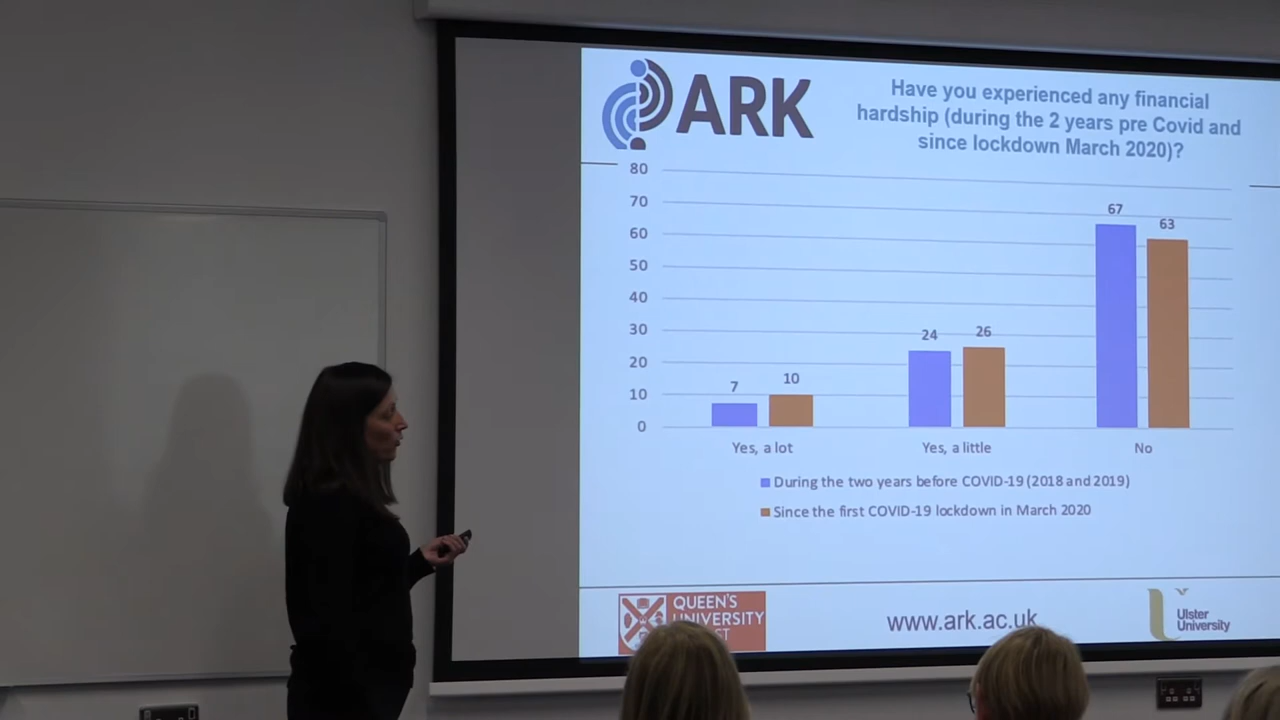 ARK
Have you experienced any financial
hardship (during the 2 years pre Covid and
since lockdown March 2020)?
80
70
60
50
40
30
20
10
0
7
10
24
26
67
63
Yes, a lot
Yes, a little
No
During the two years before COVID-19 (2018 and 2019)
Since the first COVID-19 lockdown in March 2020
QUEEN'S
UNIVERSITY
www.ark.ac.uk
Ulster
University